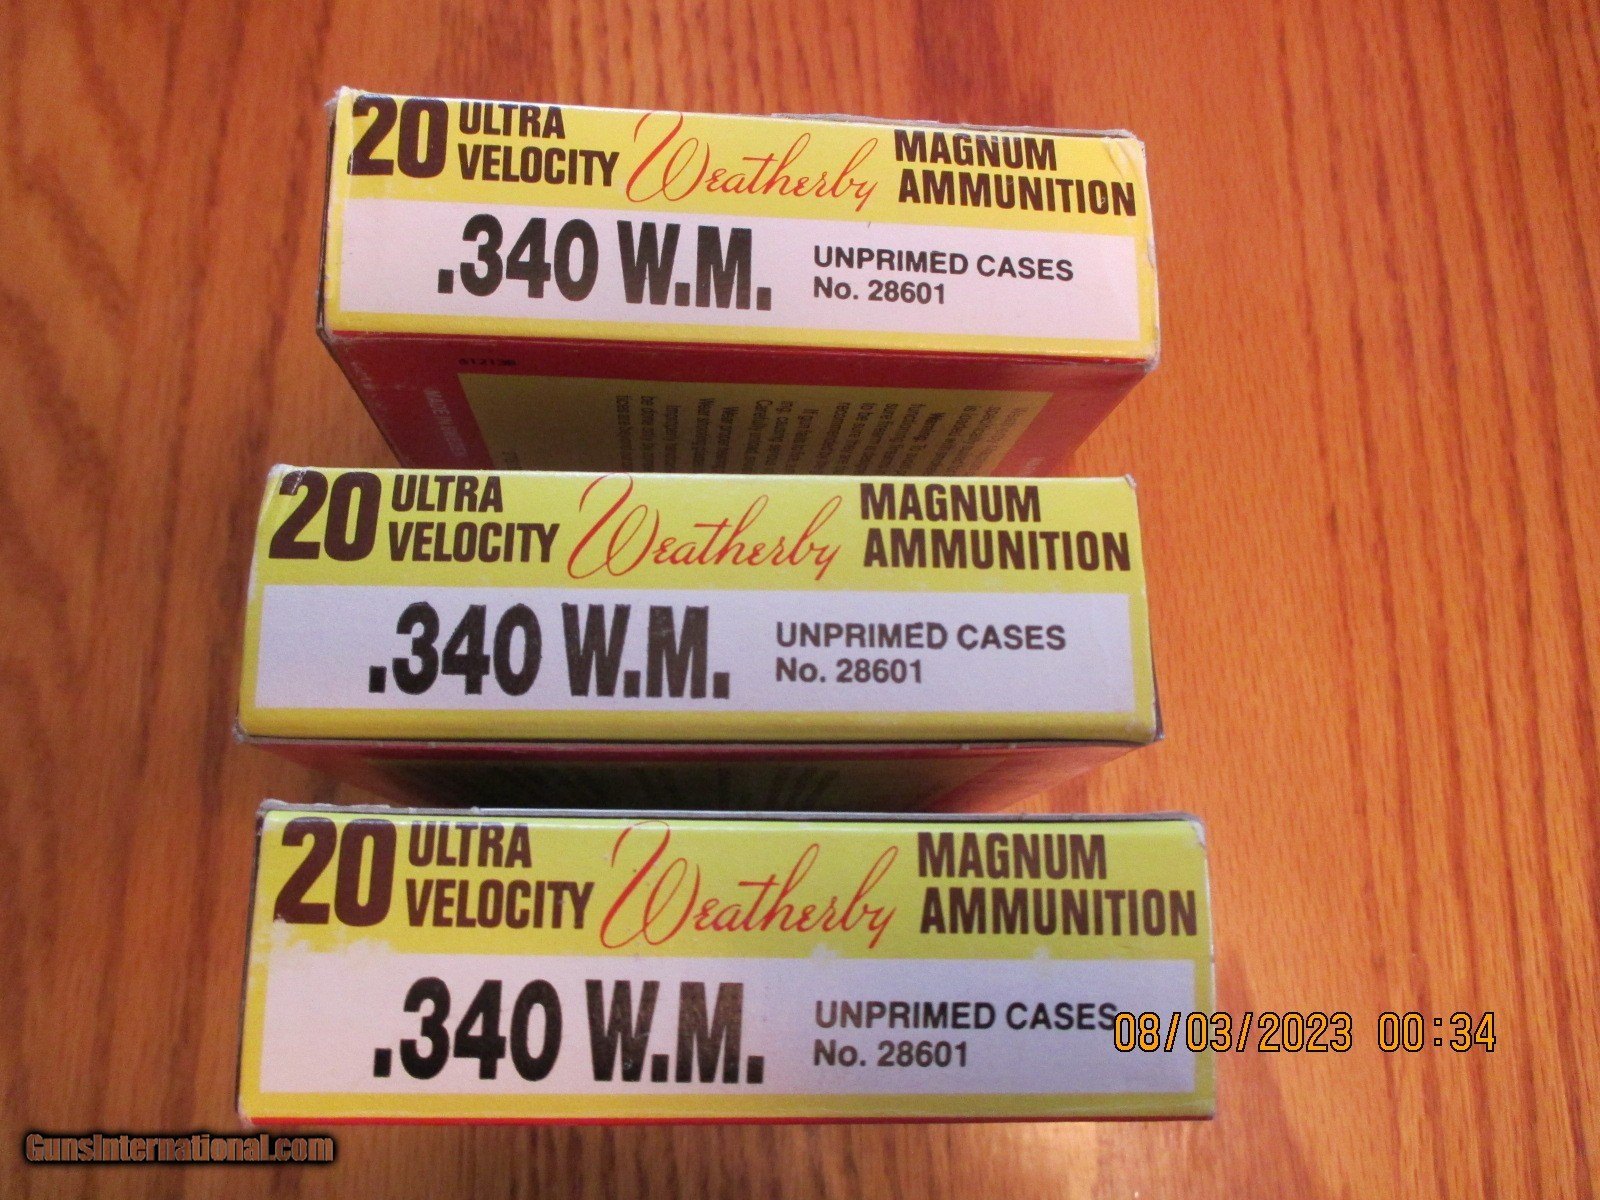 20 ULTRA VELOCITY Weatherby MAGNUM AMMUNITION
.340 W.M. UNPRIMED CASES
No. 28601
20 ULTRA VELOCITY Weatherby MAGNUM AMMUNITION
.340 W.M. UNPRIMED CASES
No. 28601
20 ULTRA VELOCITY Weatherby MAGNUM AMMUNITION
.340 W.M. UNPRIMED CASES
No. 28601
08/03/2023 00:34
GunsInternational.com